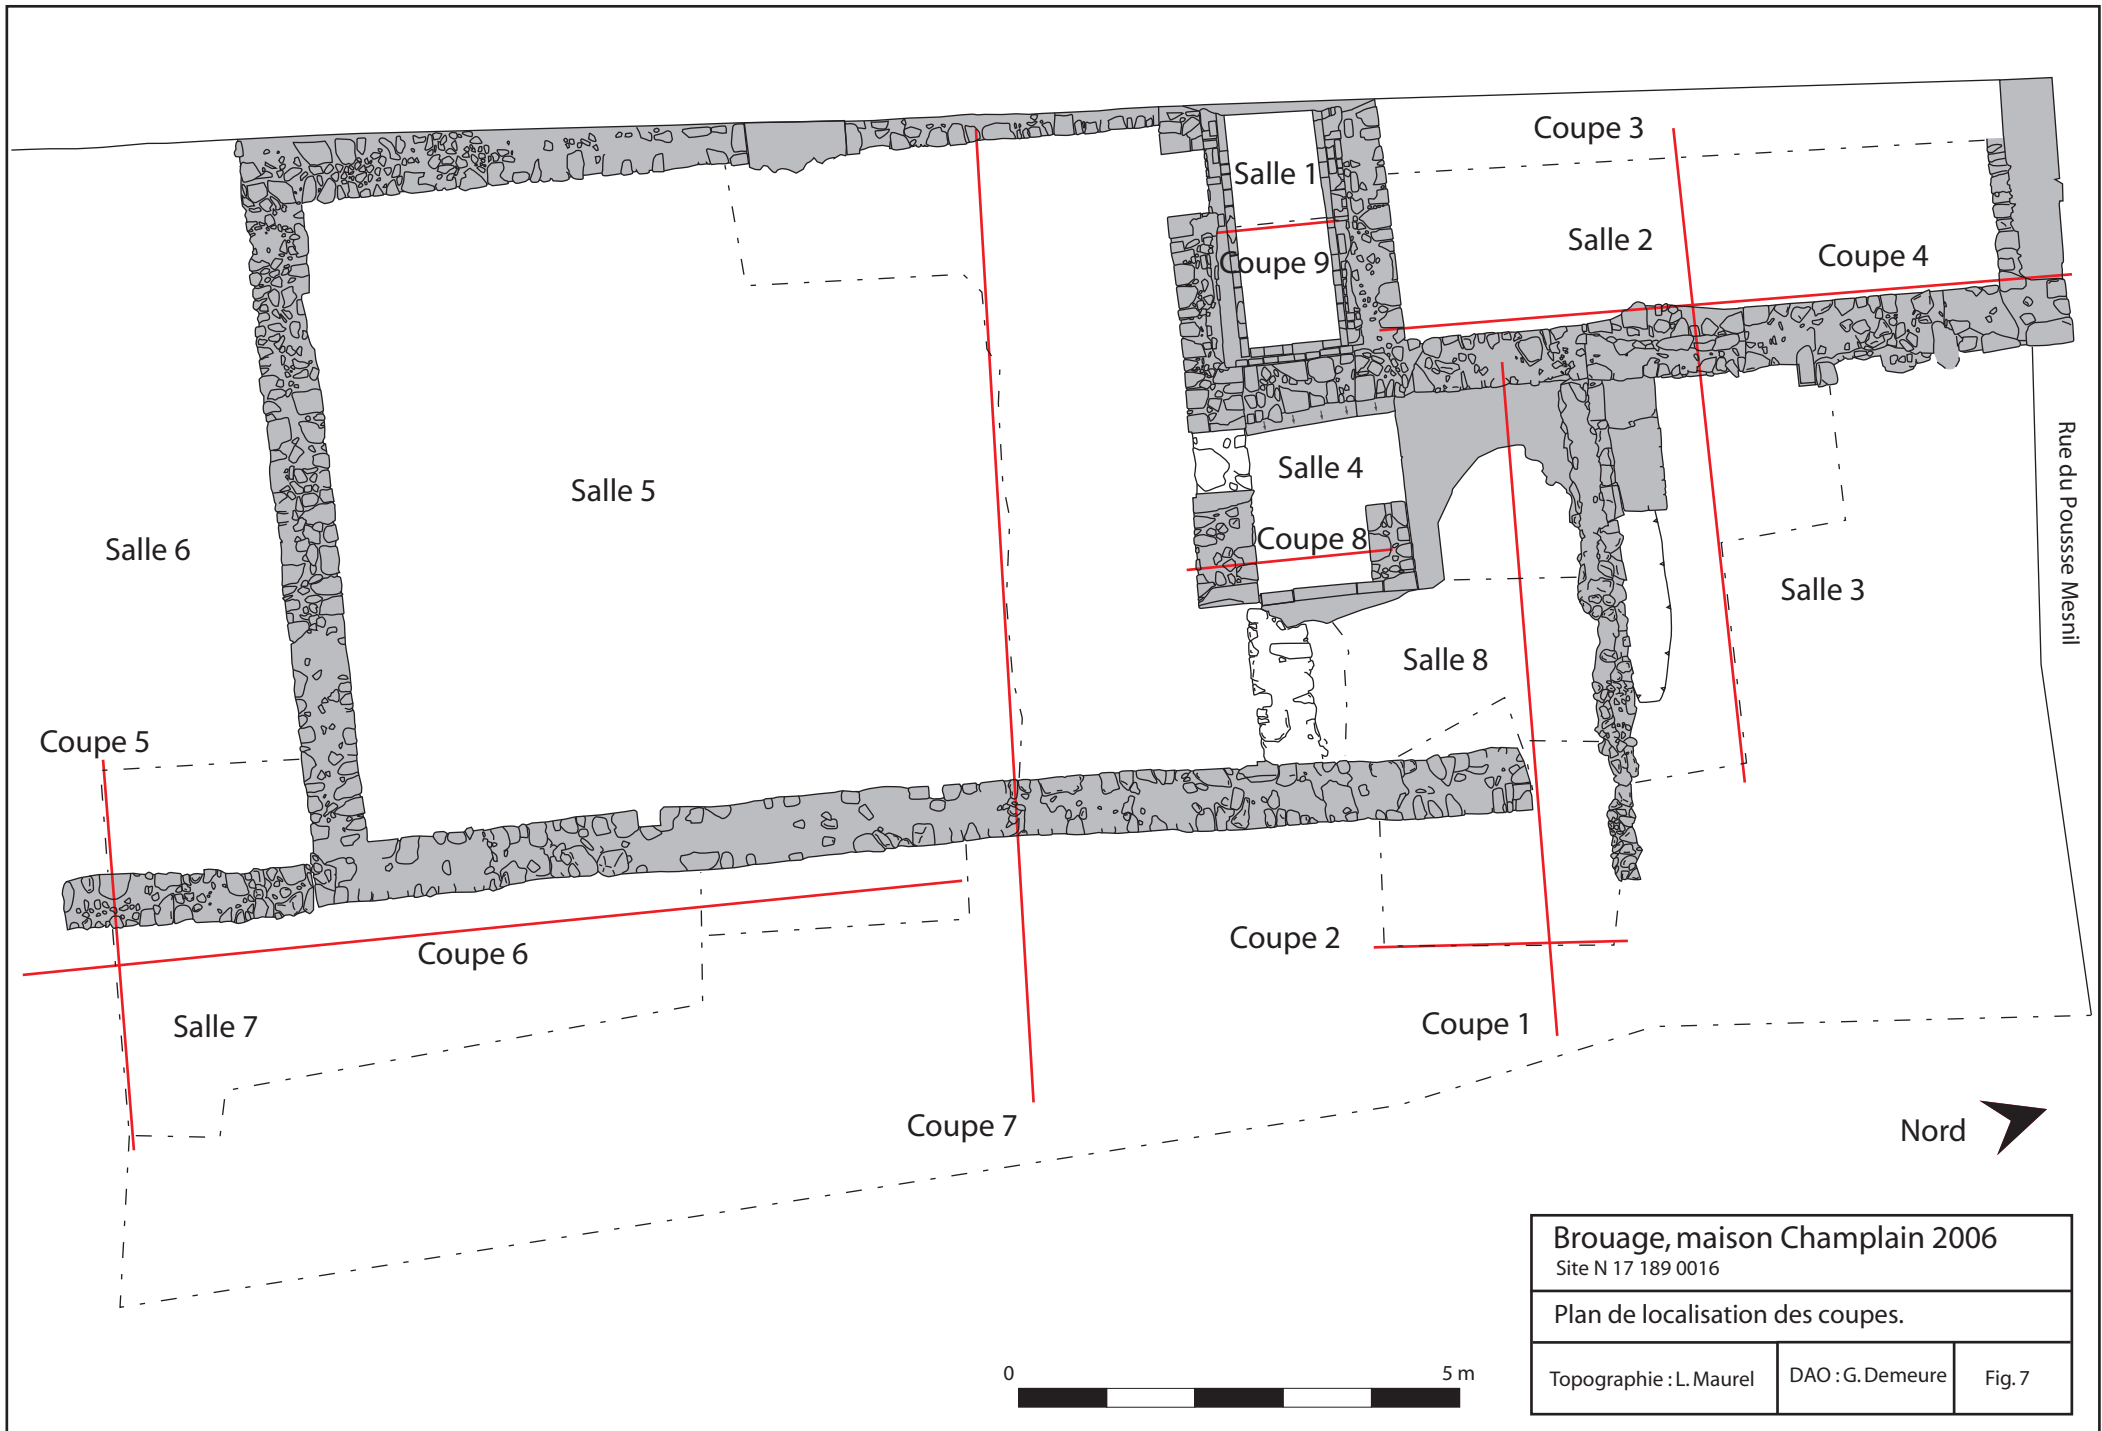 Coupe 3
Salle 1
Salle 2
Coupe 4
Coupe 9
Salle 4
Salle 5
Coupe 8
Salle 6
Salle 3
Rue du Poussse Mesnil
Salle 8
Coupe 5
Coupe 2
Coupe 6
Salle 7
Coupe 1
Coupe 7
Nord
Brouage, maison Champlain 2006
Site N 17 189 0016
Plan de localisation des coupes.
Topographie : L. Maurel
DAO : G. Demeure
Fig. 7
0
5 m